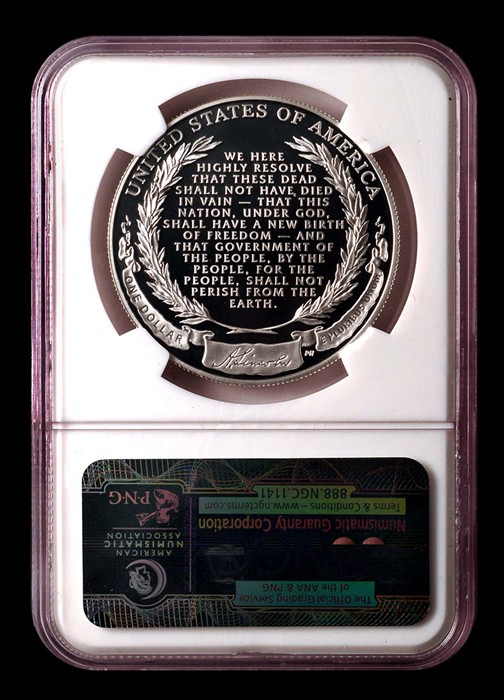 UNITED STATES OF AMERICA
WE HERE
HIGHLY RESOLVE
THAT THESE DEAD
SHALL NOT HAVE DIED
IN VAIN — THAT THIS
NATION, UNDER GOD,
SHALL HAVE A NEW BIRTH
OF FREEDOM — AND
THAT GOVERNMENT OF
THE PEOPLE, BY THE
PEOPLE, FOR THE
PEOPLE, SHALL NOT
PERISH FROM THE
EARTH.
ONE DOLLAR
E PLURIBUS UNUM
A. Lincoln
PH
The Official Grading Service
of the ANA & PNG
Numismatic Guaranty Corporation
Terms & Conditions – www.ngcterms.com
888.NGC.1141
AMERICAN
NUMISMATIC
ASSOCIATION
PNG